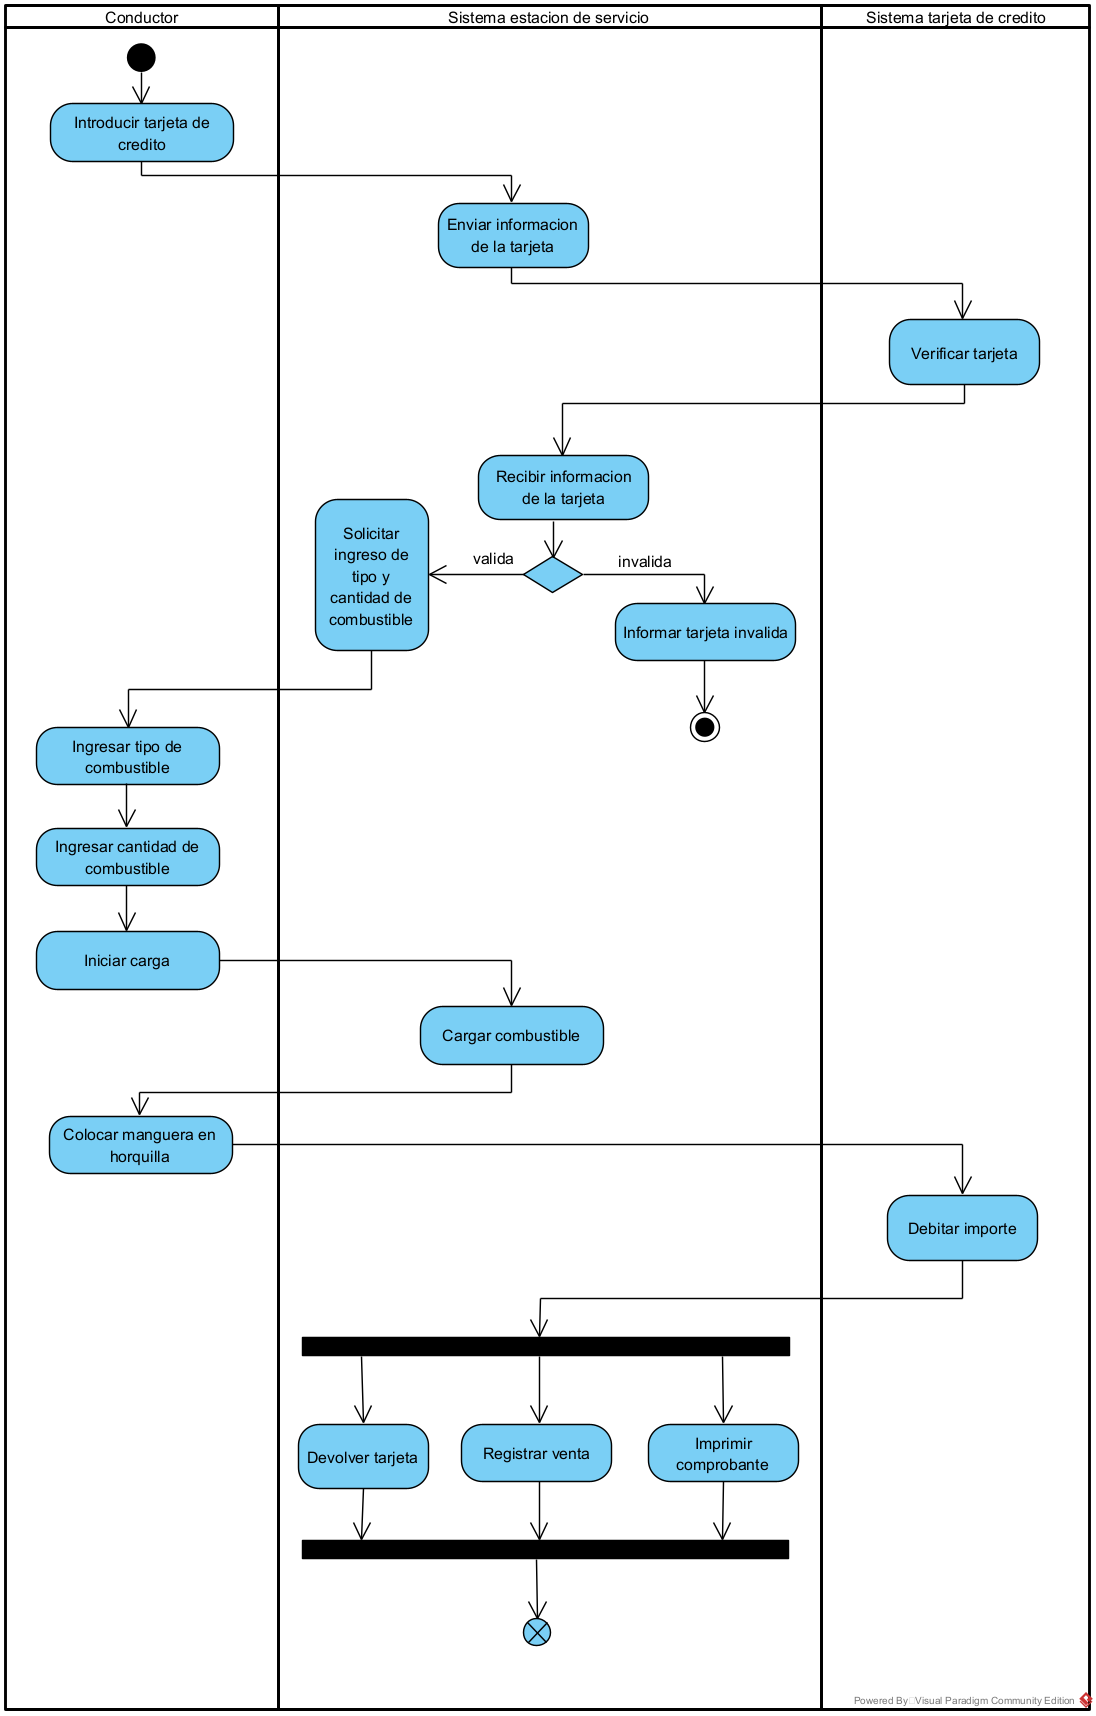 Conductor
Sistema estacion de servicio
Sistema tarjeta de credito
Introducir tarjeta de
credito
Enviar informacion
de la tarjeta
Verificar tarjeta
Recibir informacion
de la tarjeta
Solicitar
ingreso de
tipo y
cantidad de
combustible
valida
invalida
Informar tarjeta invalida
Ingresar tipo de
combustible
Ingresar cantidad de
combustible
Iniciar carga
Cargar combustible
Colocar manguera en
horquilla
Debitar importe
Devolver tarjeta
Registrar venta
Imprimir
comprobante
Powered By Visual Paradigm Community Edition